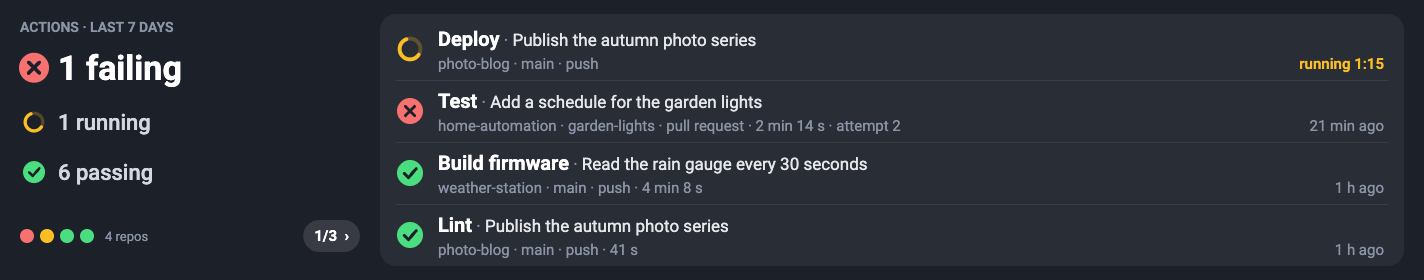 ACTIONS · LAST 7 DAYS
1 failing
1 running
6 passing
4 repos
1/3 ›
Deploy · Publish the autumn photo series
photo-blog · main · push
running 1:15
Test · Add a schedule for the garden lights
home-automation · garden-lights · pull request · 2 min 14 s · attempt 2
21 min ago
Build firmware · Read the rain gauge every 30 seconds
weather-station · main · push · 4 min 8 s
1 h ago
Lint · Publish the autumn photo series
photo-blog · main · push · 41 s
1 h ago